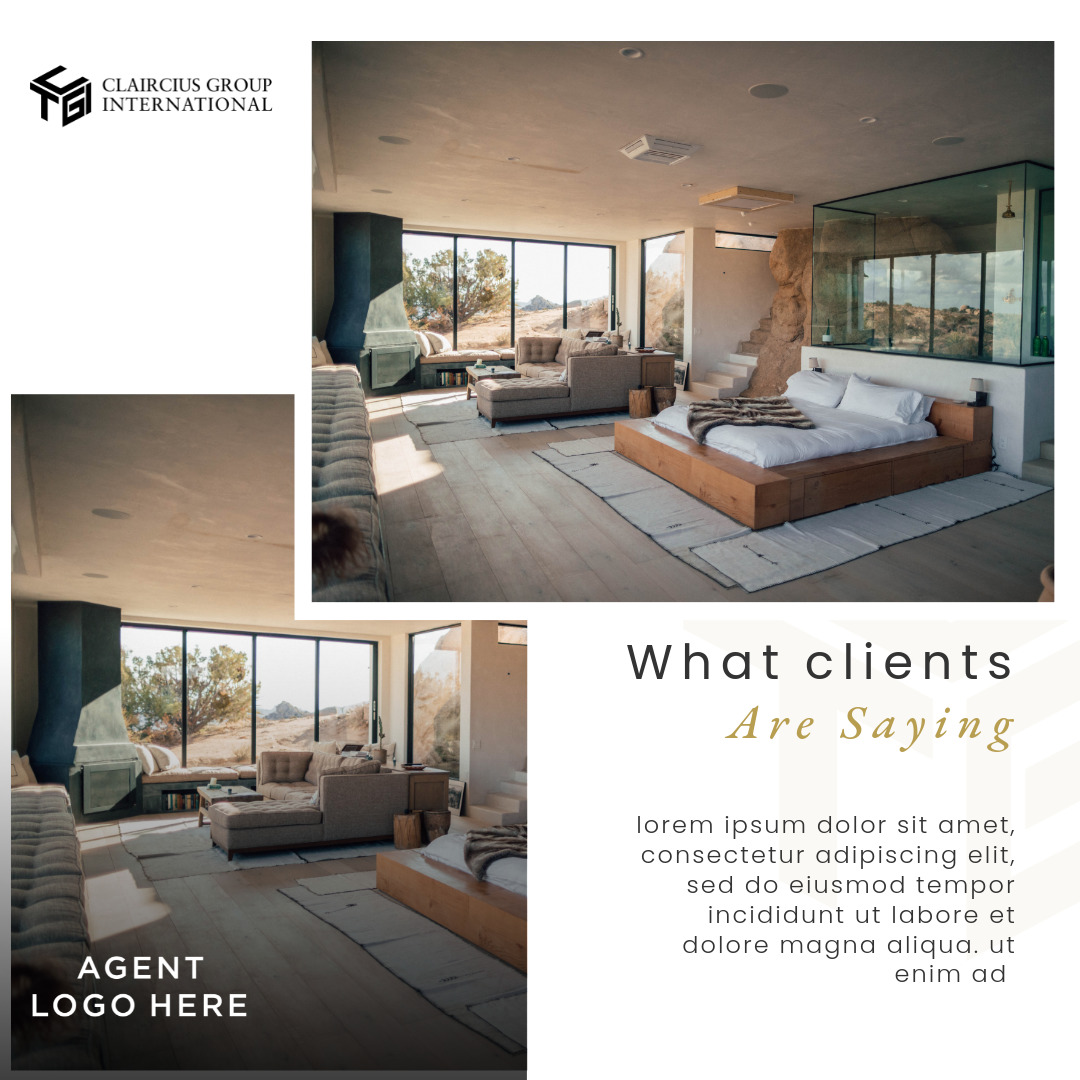 CLAIRCIUS GROUP
INTERNATIONAL
What clients
Are Saying
lorem ipsum dolor sit amet,
consectetur adipiscing elit,
sed do eiusmod tempor
incididunt ut labore et
dolore magna aliqua. ut
enim ad
AGENT
LOGO HERE